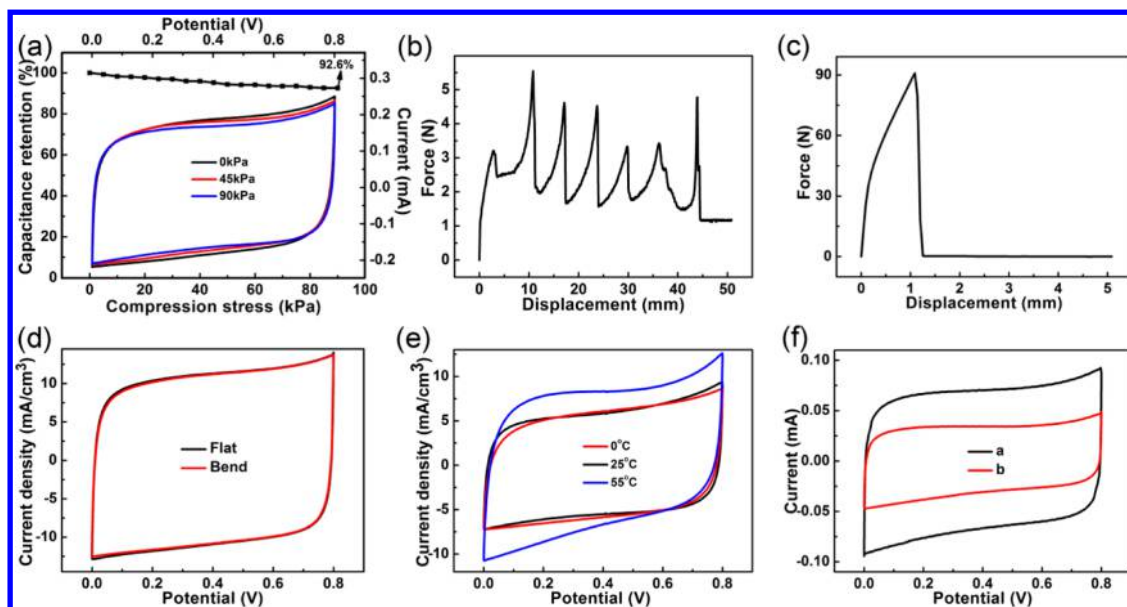 (a)
Potential (V)
0.0 0.2 0.4 0.6 0.8
92.6%
Capacitance retention (%)
100
80
60
40
20
0
0.3
0.2
0.1
0.0
-0.1
-0.2
Current (mA)
0kPa
45kPa
90kPa
0 20 40 60 80 100
Compression stress (kPa)
(b)
Force (N)
5
4
3
2
1
0
0 10 20 30 40 50
Displacement (mm)
(c)
Force (N)
90
60
30
0
0 1 2 3 4 5
Displacement (mm)
(d)
Current density (mA/cm³)
10
5
0
-5
-10
Flat
Bend
0.0 0.2 0.4 0.6 0.8
Potential (V)
(e)
Current density (mA/cm³)
10
5
0
-5
-10
0°C
25°C
55°C
0.0 0.2 0.4 0.6 0.8
Potential (V)
(f)
Current (mA)
0.10
0.05
0.00
-0.05
-0.10
a
b
0.0 0.2 0.4 0.6 0.8
Potential (V)